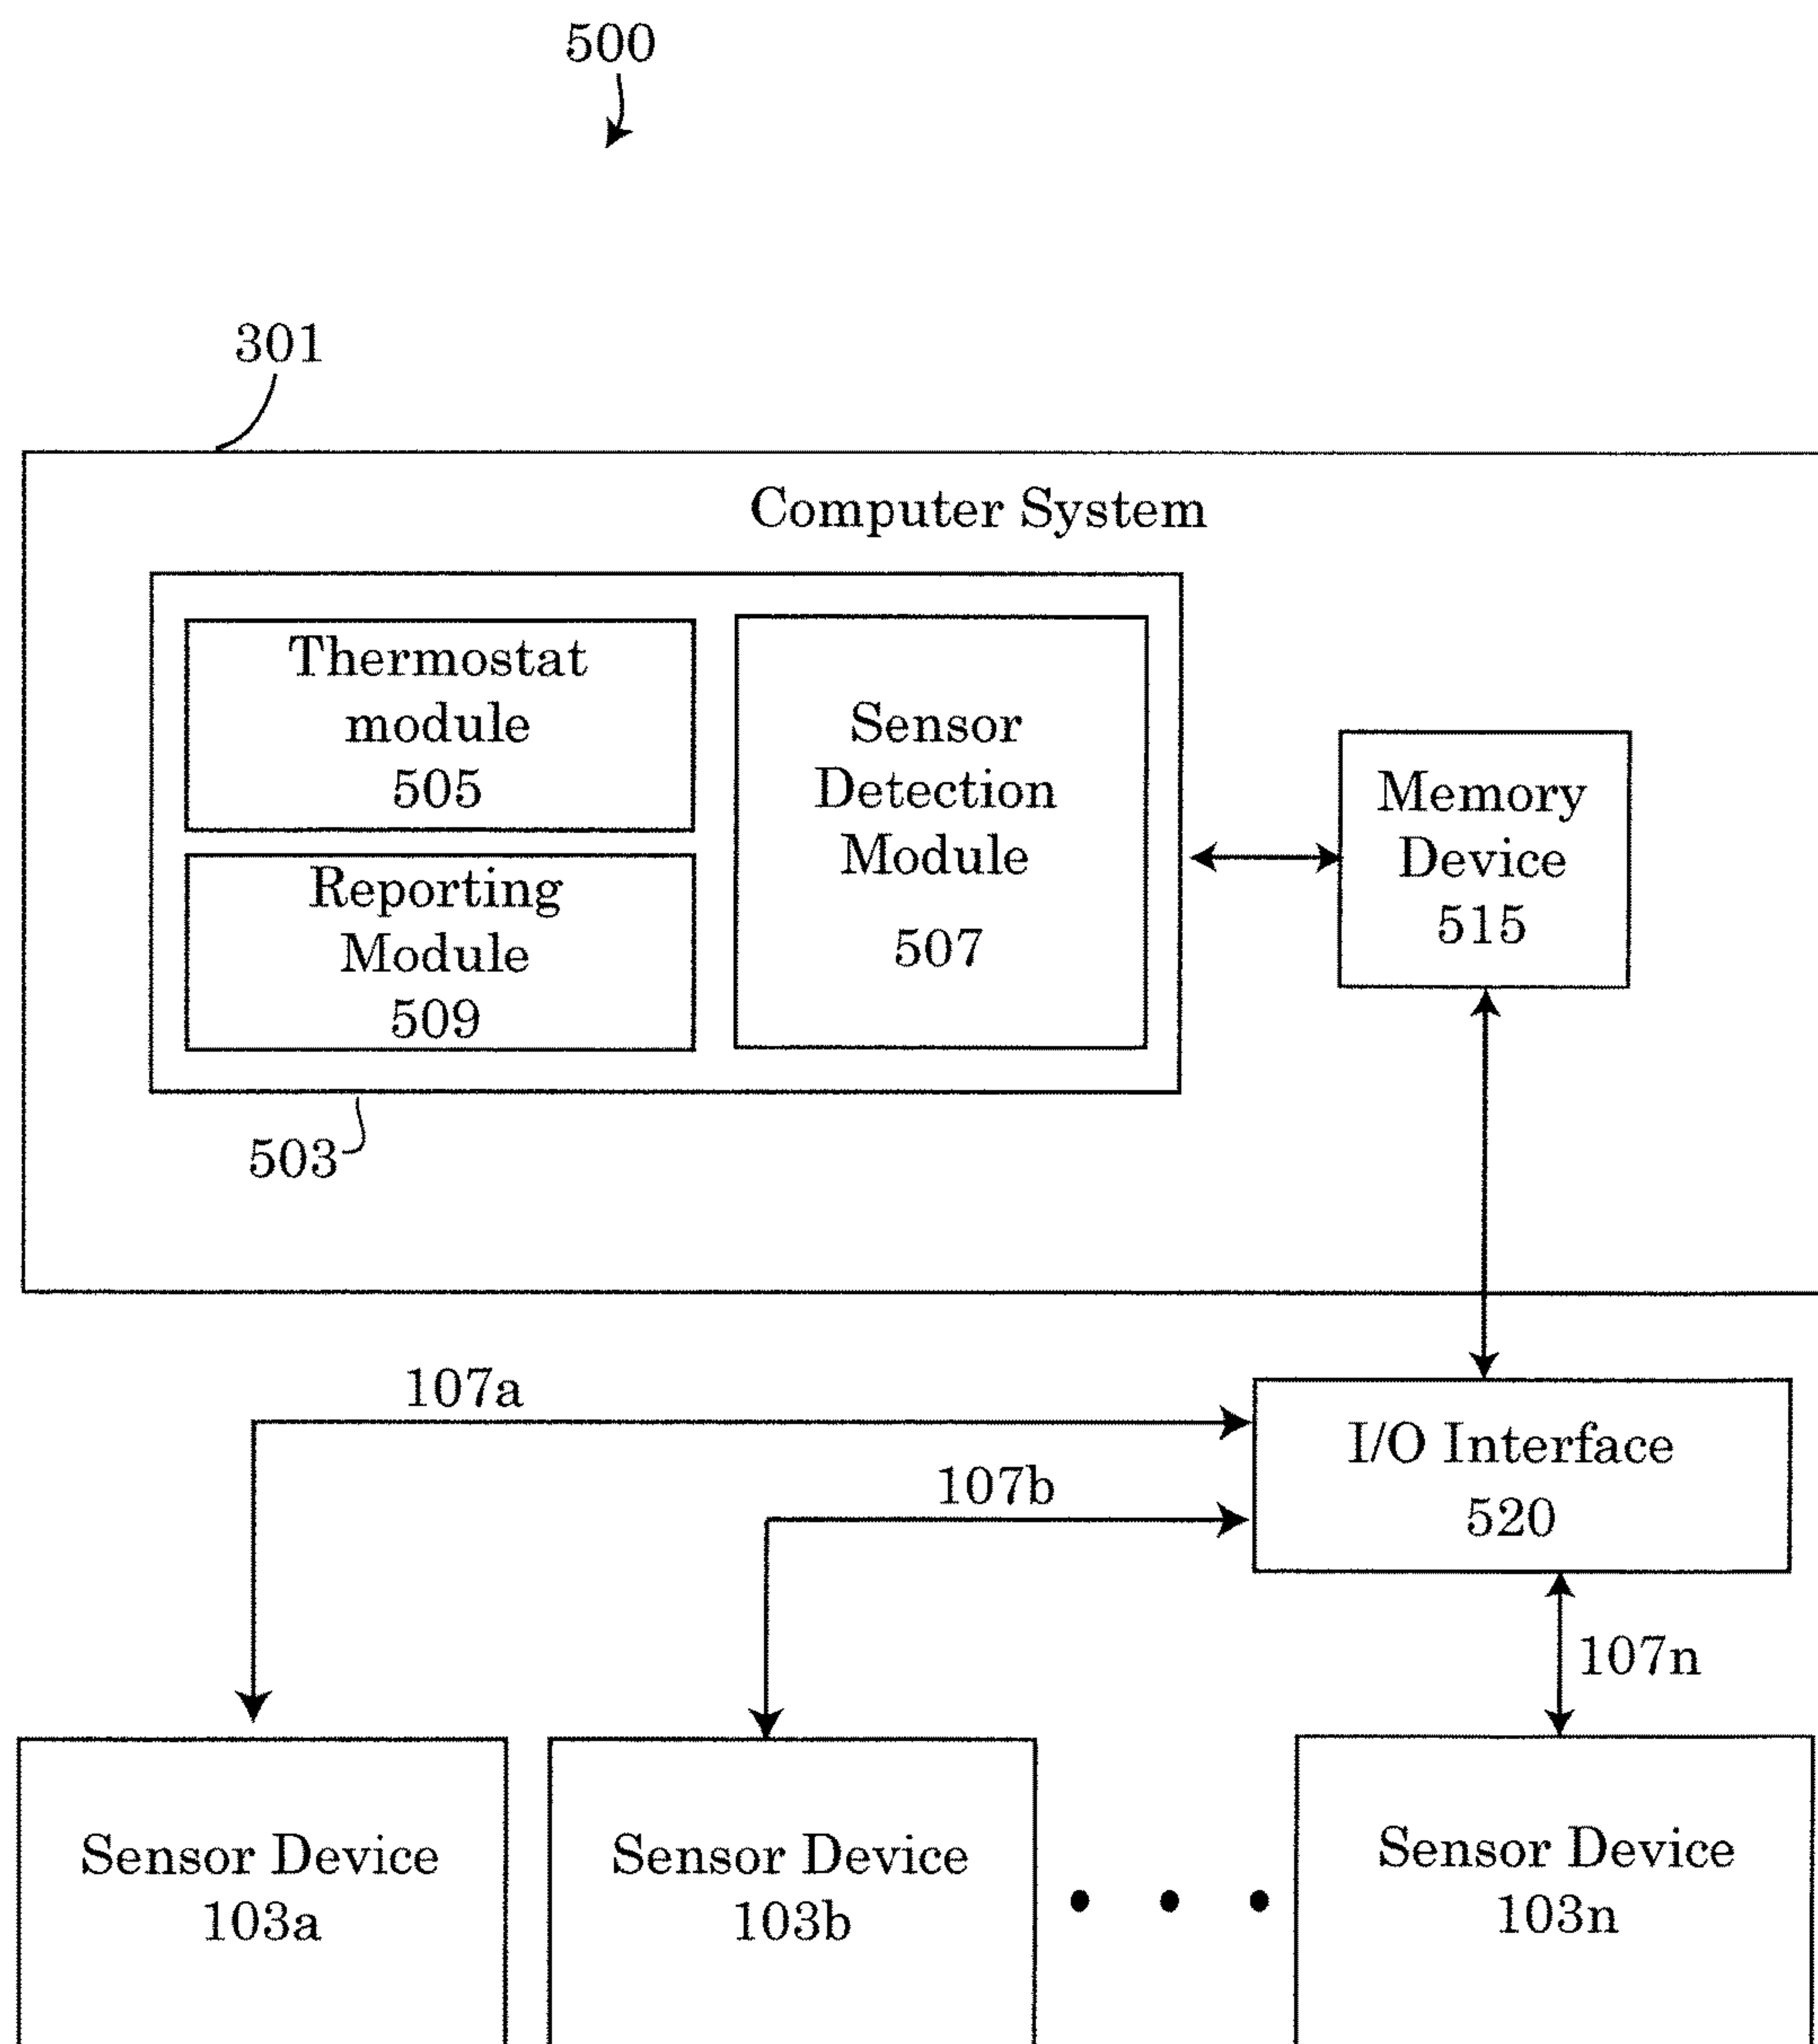 500
301
Computer System
Thermostat
module
505
Reporting
Module
509
Sensor
Detection
Module
507
Memory
Device
515
503
107a
107b
I/O Interface
520
107n
Sensor Device
103a
Sensor Device
103b
Sensor Device
103n